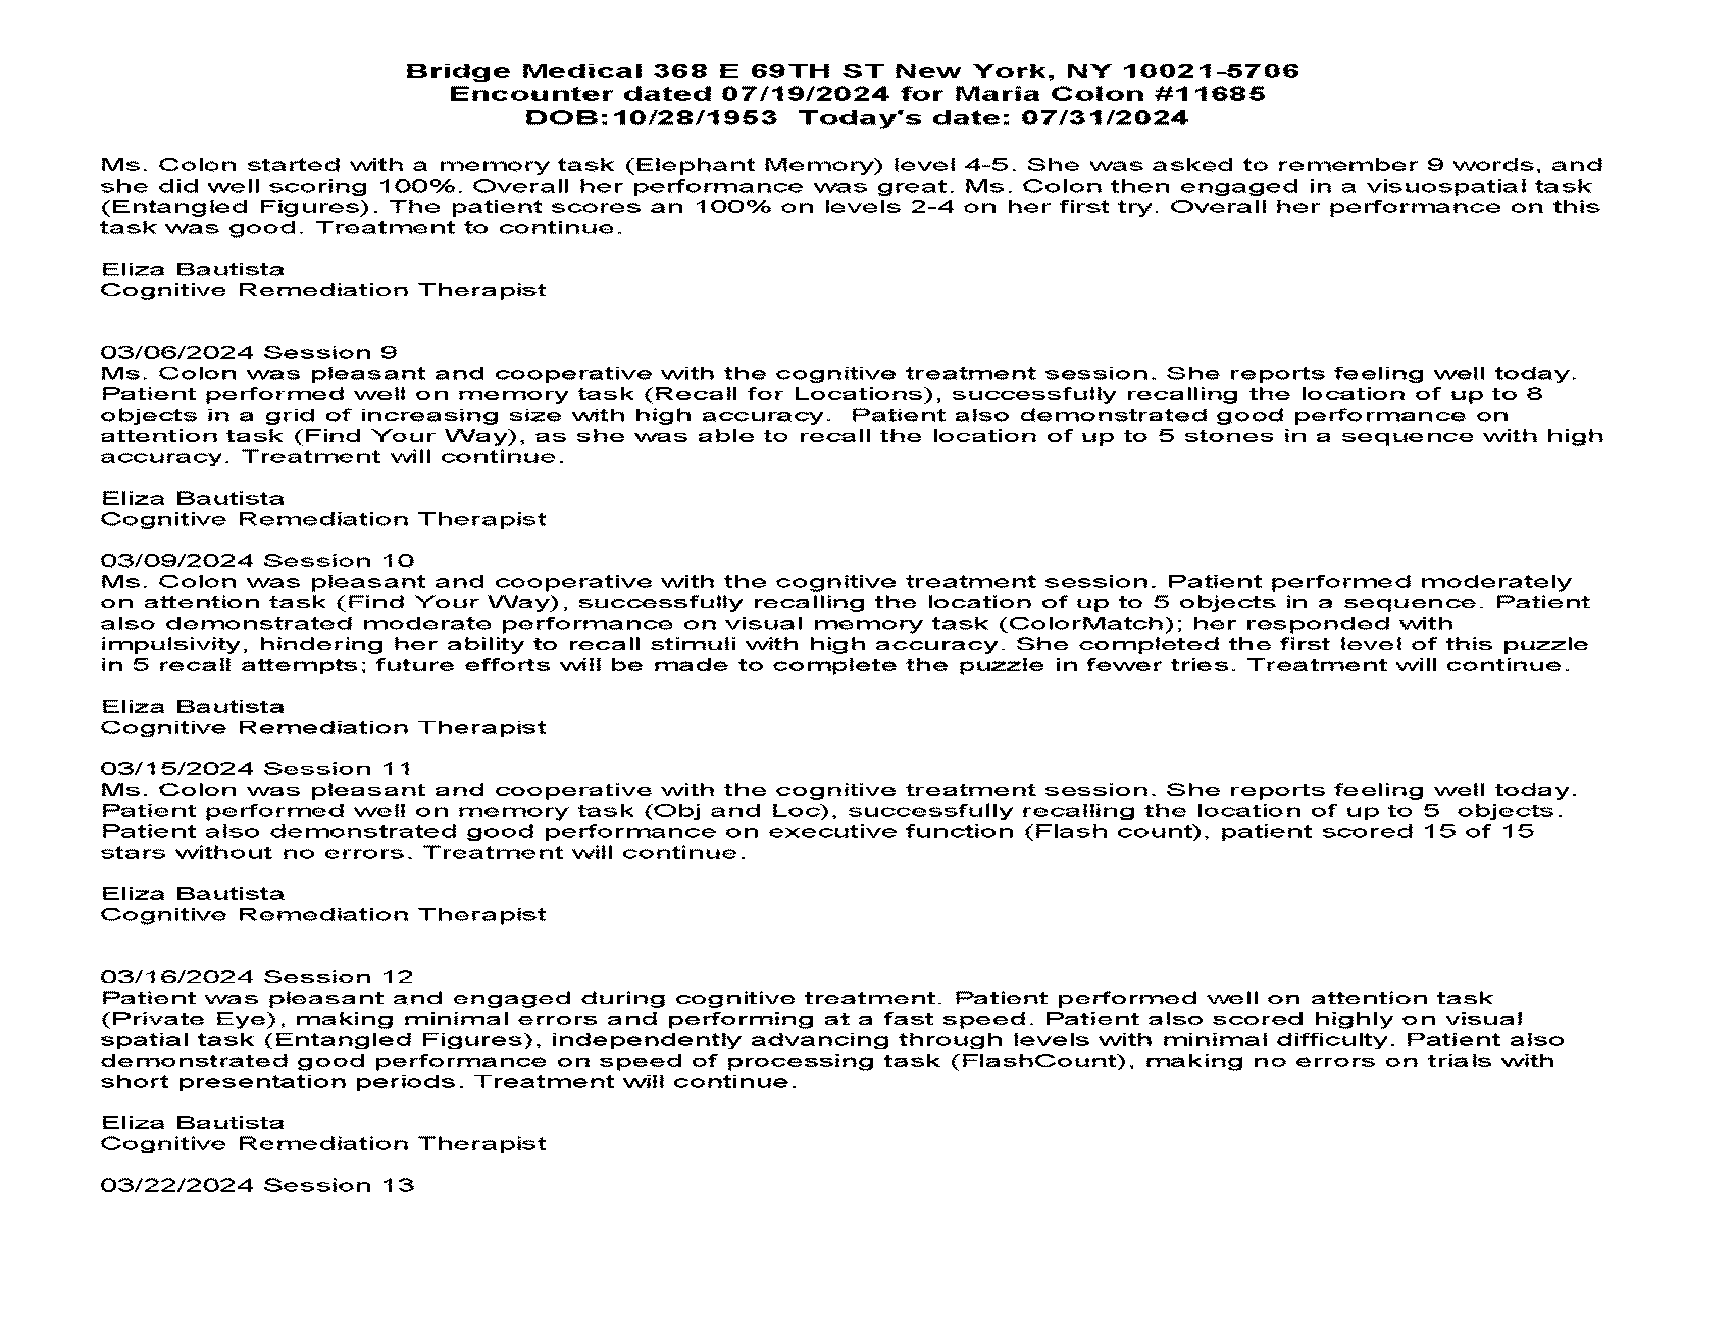 Bridge Medical 368 E 69TH ST New York, NY 10021-5706
Encounter dated 07/19/2024 for Maria Colon #11685
DOB:10/28/1953  Today's date: 07/31/2024
Ms. Colon started with a memory task (Elephant Memory) level 4-5. She was asked to remember 9 words, and
she did well scoring 100%. Overall her performance was great. Ms. Colon then engaged in a visuospatial task
(Entangled Figures). The patient scores an 100% on levels 2-4 on her first try. Overall her performance on this
task was good. Treatment to continue.
Eliza Bautista
Cognitive Remediation Therapist
03/06/2024 Session 9
Ms. Colon was pleasant and cooperative with the cognitive treatment session. She reports feeling well today.
Patient performed well on memory task (Recall for Locations), successfully recalling the location of up to 8
objects in a grid of increasing size with high accuracy.  Patient also demonstrated good performance on
attention task (Find Your Way), as she was able to recall the location of up to 5 stones in a sequence with high
accuracy. Treatment will continue.
Eliza Bautista
Cognitive Remediation Therapist
03/09/2024 Session 10
Ms. Colon was pleasant and cooperative with the cognitive treatment session. Patient performed moderately
on attention task (Find Your Way), successfully recalling the location of up to 5 objects in a sequence. Patient
also demonstrated moderate performance on visual memory task (ColorMatch); her responded with
impulsivity, hindering her ability to recall stimuli with high accuracy. She completed the first level of this puzzle
in 5 recall attempts; future efforts will be made to complete the puzzle in fewer tries. Treatment will continue.
Eliza Bautista
Cognitive Remediation Therapist
03/15/2024 Session 11
Ms. Colon was pleasant and cooperative with the cognitive treatment session. She reports feeling well today.
Patient performed well on memory task (Obj and Loc), successfully recalling the location of up to 5  objects.
Patient also demonstrated good performance on executive function (Flash count), patient scored 15 of 15
stars without no errors. Treatment will continue.
Eliza Bautista
Cognitive Remediation Therapist
03/16/2024 Session 12
Patient was pleasant and engaged during cognitive treatment. Patient performed well on attention task
(Private Eye), making minimal errors and performing at a fast speed. Patient also scored highly on visual
spatial task (Entangled Figures), independently advancing through levels with minimal difficulty. Patient also
demonstrated good performance on speed of processing task (FlashCount), making no errors on trials with
short presentation periods. Treatment will continue.
Eliza Bautista
Cognitive Remediation Therapist
03/22/2024 Session 13